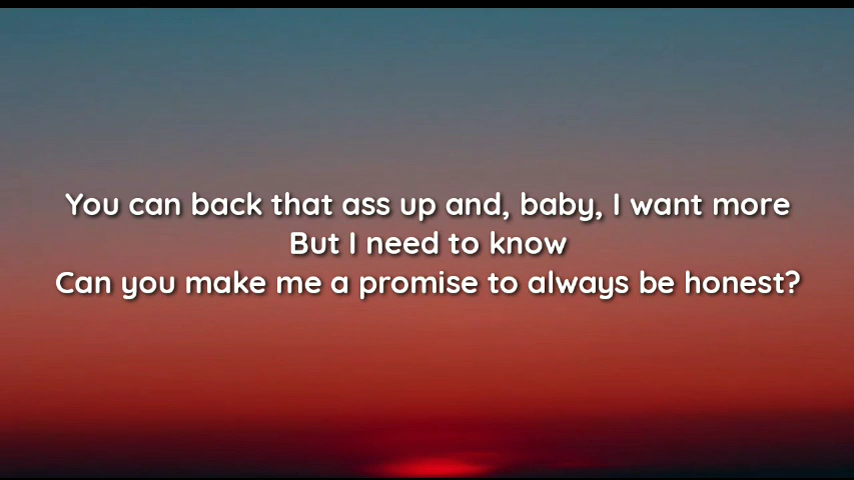 You can back that ass up and, baby, I want more
But I need to know
Can you make me a promise to always be honest?